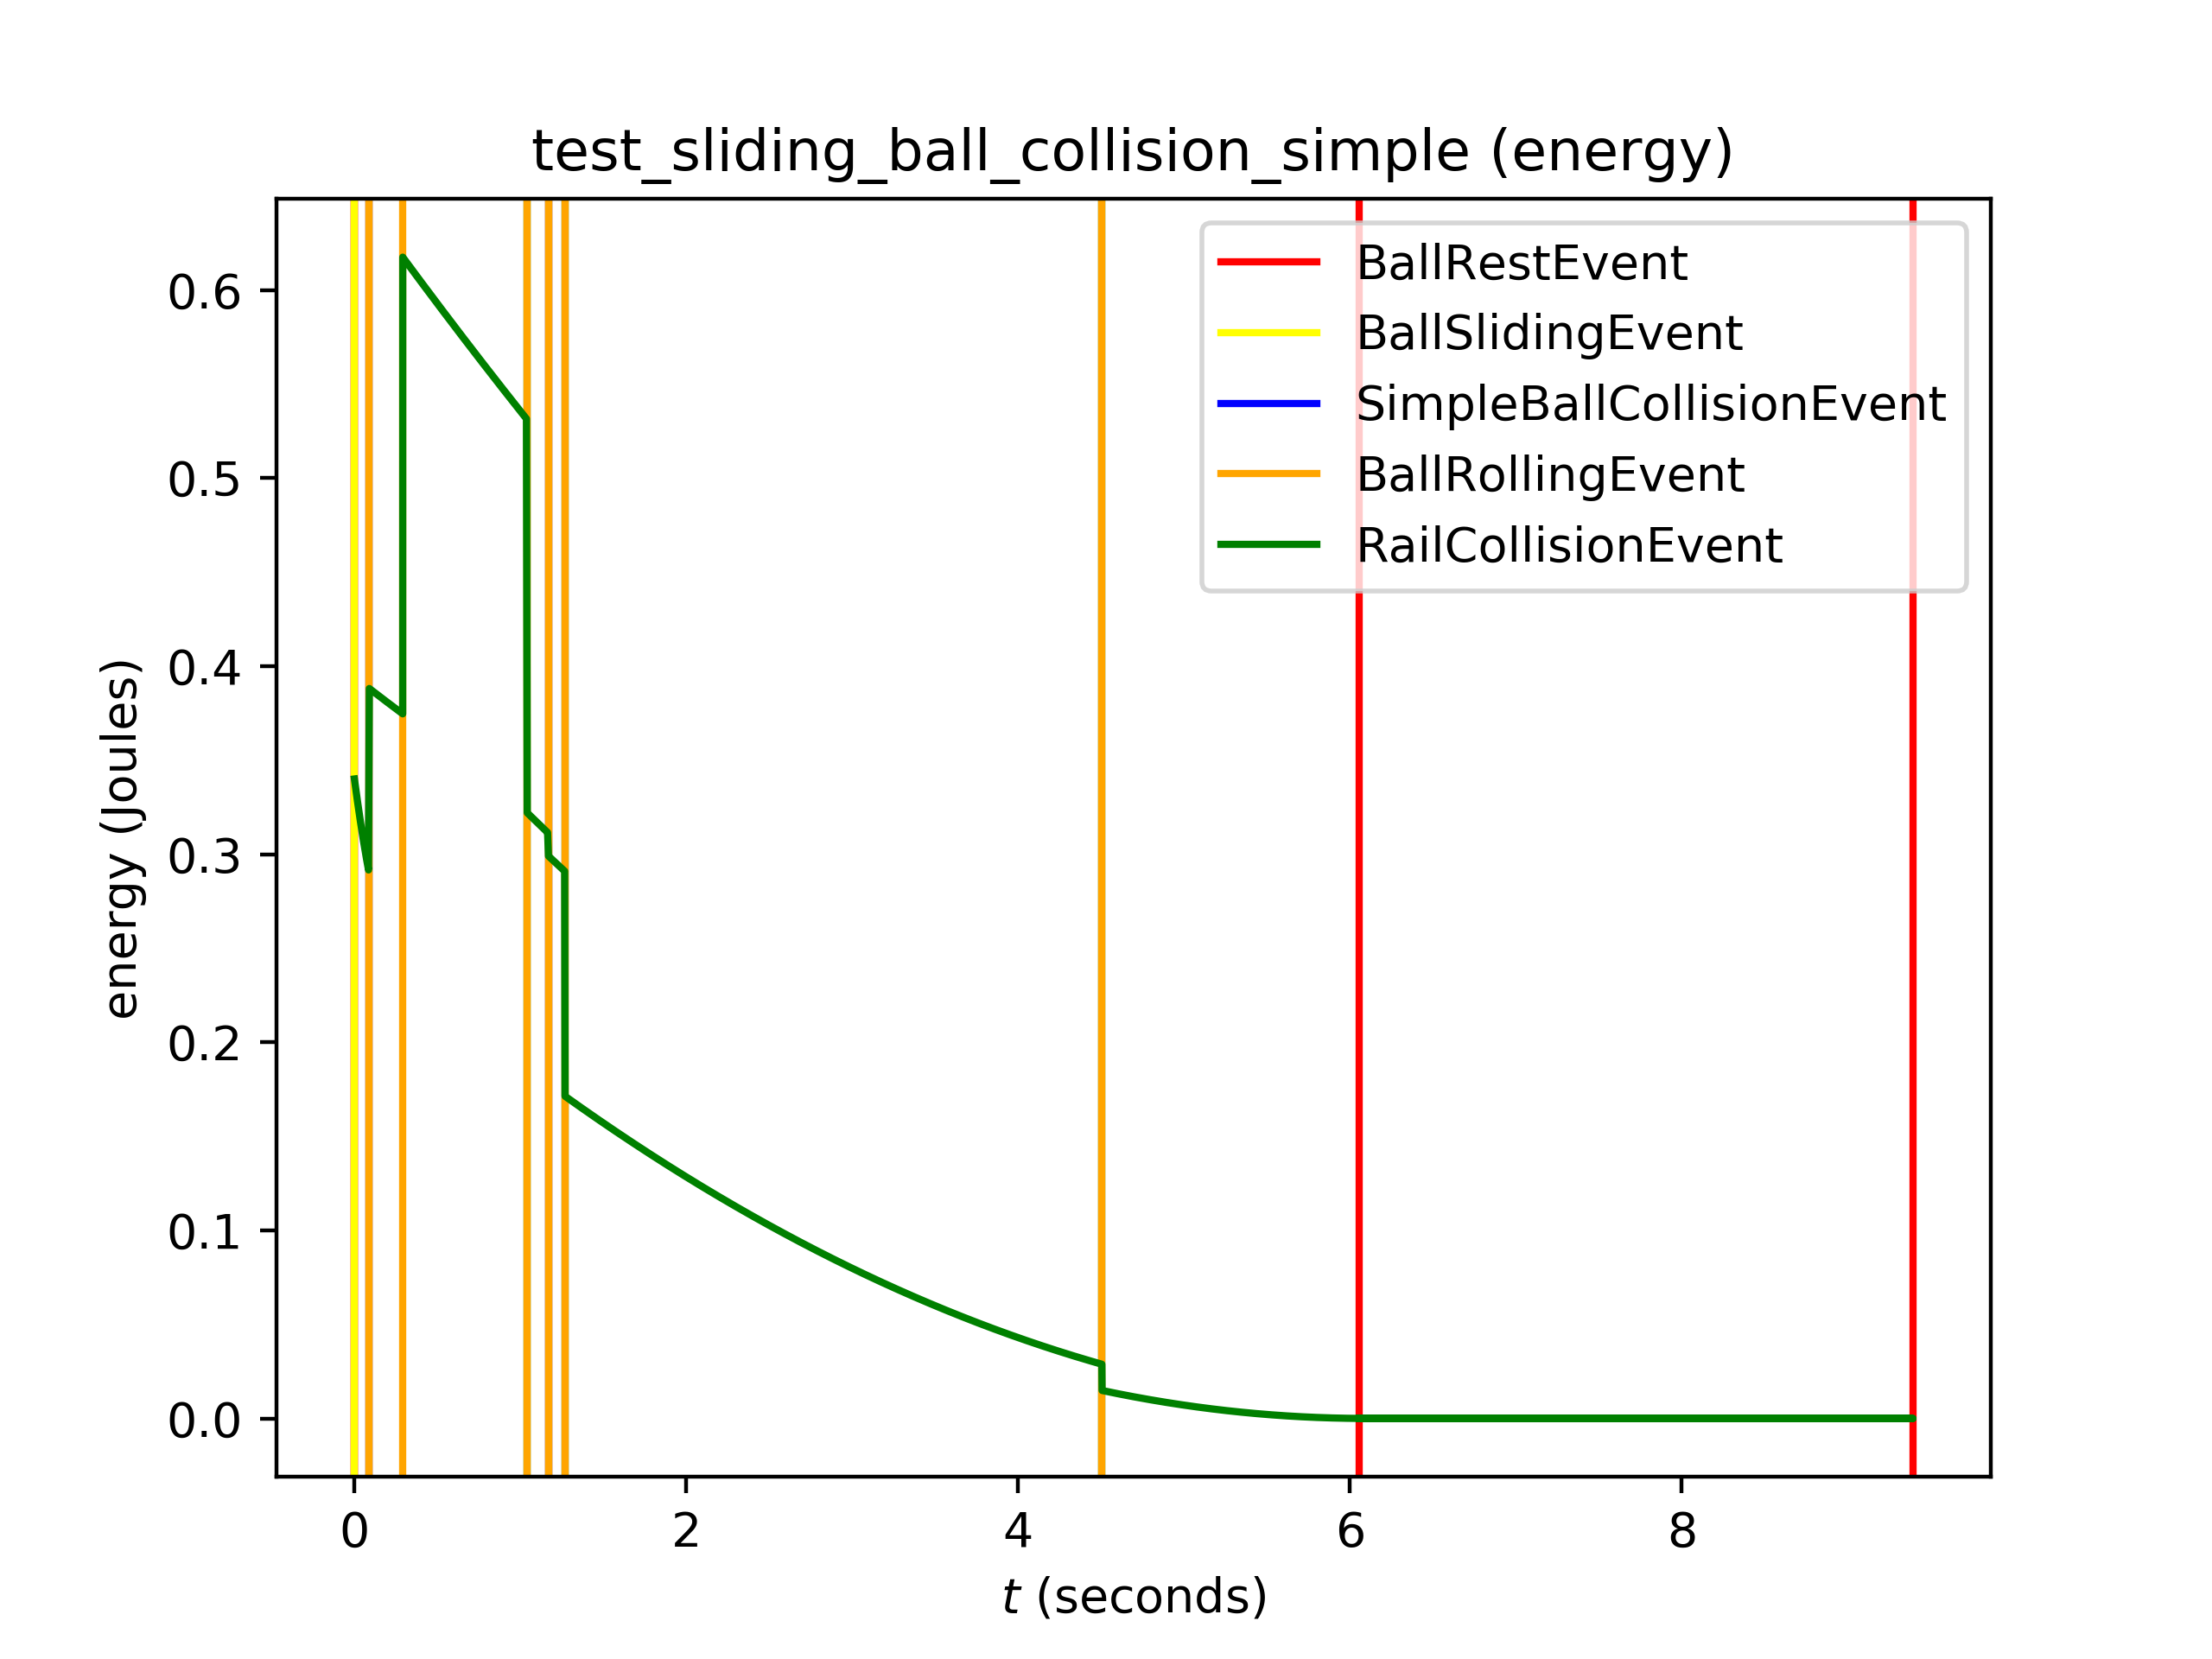 test_sliding_ball_collision_simple (energy)
energy (Joules)
0.6
0.5
0.4
0.3
0.2
0.1
0.0
BallRestEvent
BallSlidingEvent
SimpleBallCollisionEvent
BallRollingEvent
RailCollisionEvent
0 2 4 6 8
t (seconds)